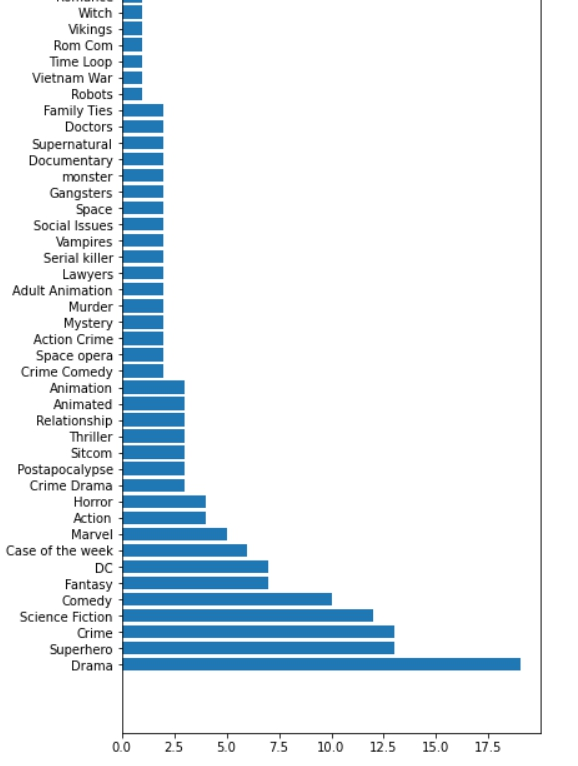 Romance
Witch
Vikings
Rom Com
Time Loop
Vietnam War
Robots
Family Ties
Doctors
Supernatural
Documentary
monster
Gangsters
Space
Social Issues
Vampires
Serial killer
Lawyers
Adult Animation
Murder
Mystery
Action Crime
Space opera
Crime Comedy
Animation
Animated
Relationship
Thriller
Sitcom
Postapocalypse
Crime Drama
Horror
Action
Marvel
Case of the week
DC
Fantasy
Comedy
Science Fiction
Crime
Superhero
Drama
0.0 2.5 5.0 7.5 10.0 12.5 15.0 17.5